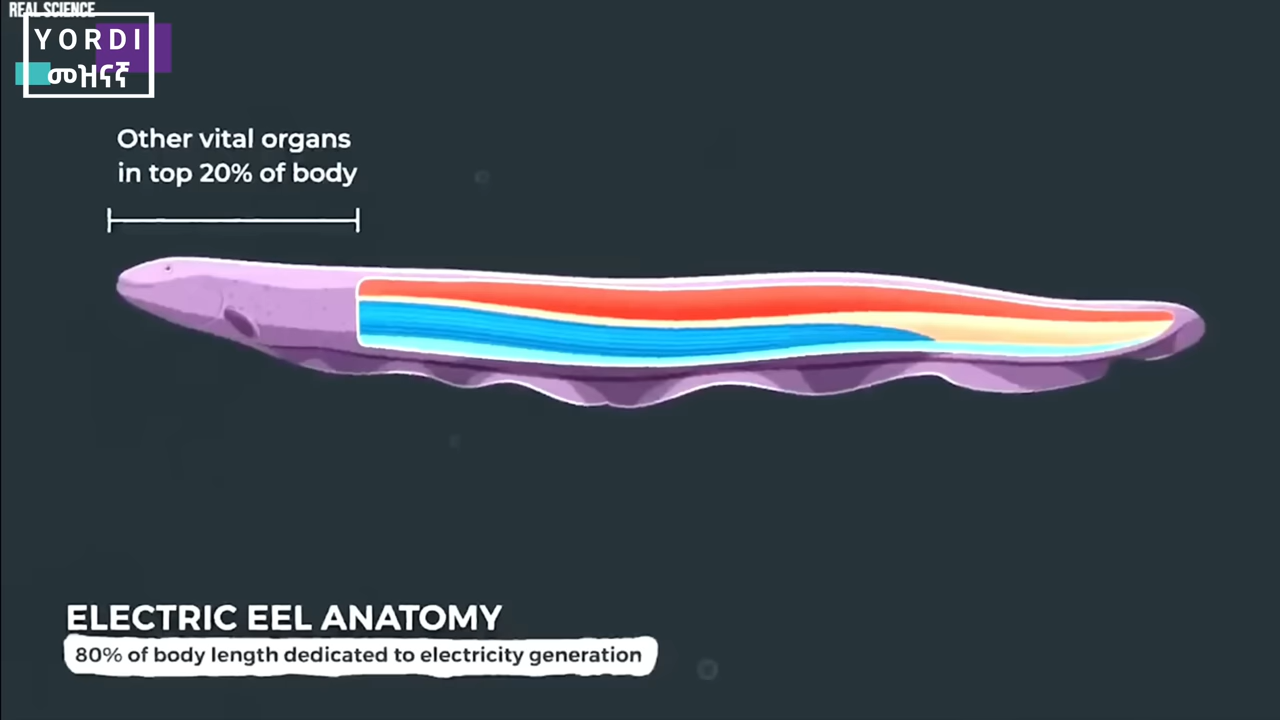 REAL SCIENCE
YORDI
መዝናኛ
Other vital organs
in top 20% of body
ELECTRIC EEL ANATOMY
80% of body length dedicated to electricity generation